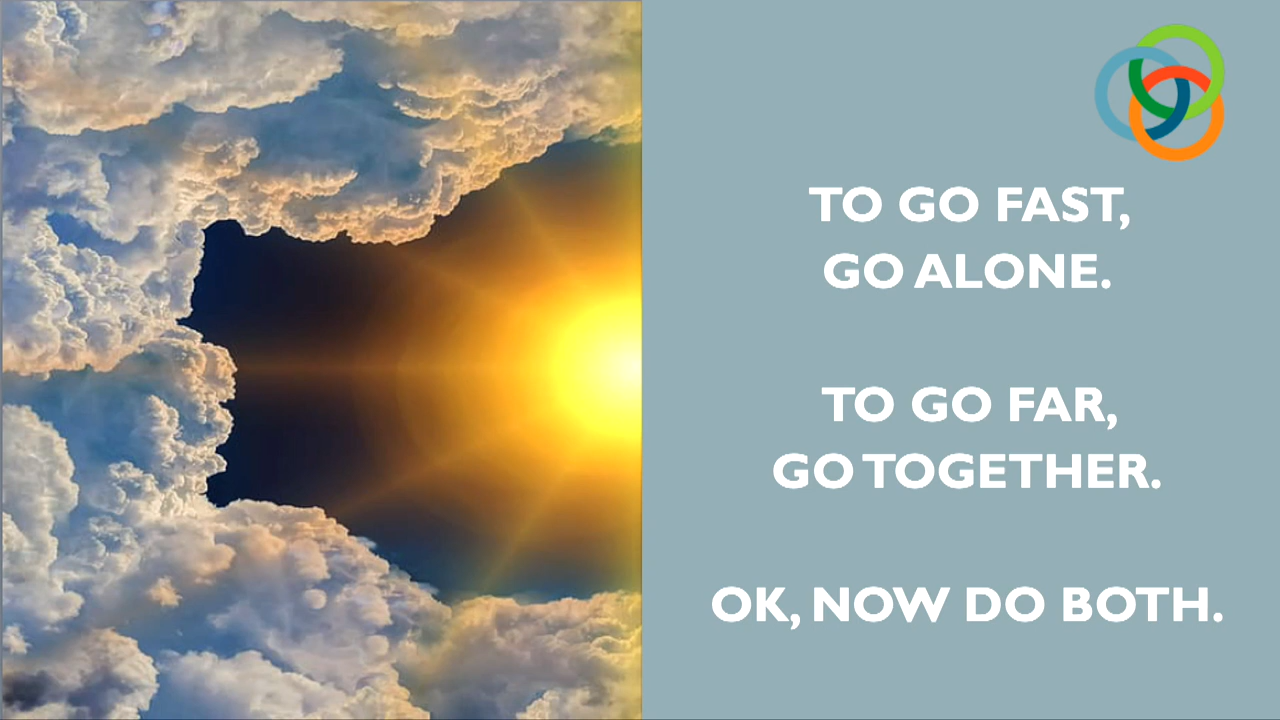 TO GO FAST,
GO ALONE.
TO GO FAR,
GO TOGETHER.
OK, NOW DO BOTH.